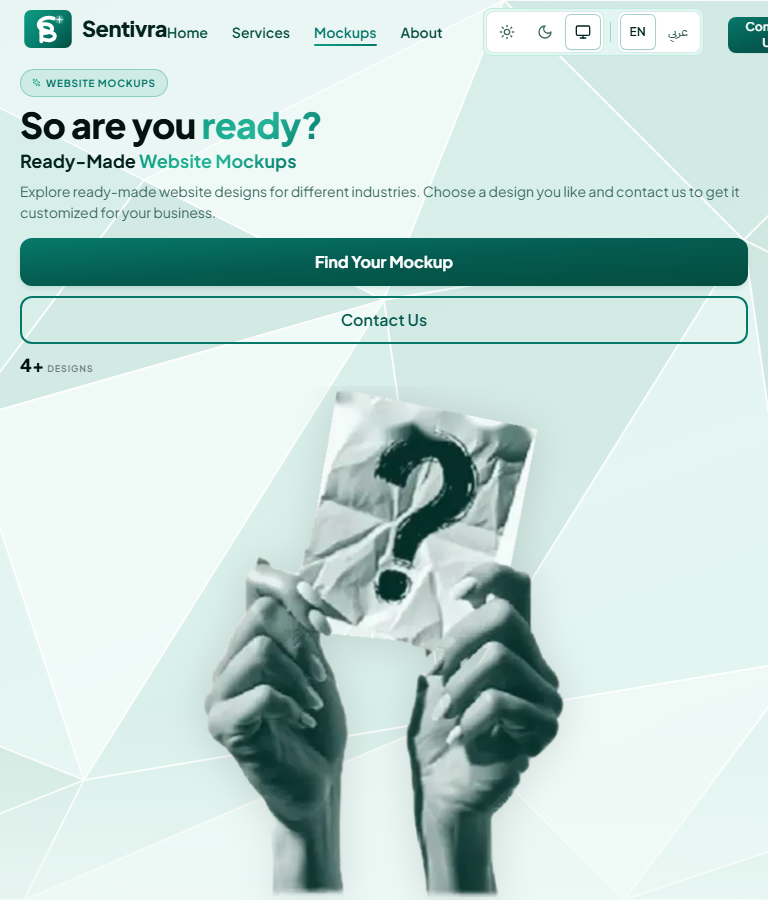 Sentivra
Home Services Mockups About
EN عربي
WEBSITE MOCKUPS
So are you ready?
Ready-Made Website Mockups
Explore ready-made website designs for different industries. Choose a design you like and contact us to get it
customized for your business.
Find Your Mockup
Contact Us
4+ DESIGNS
?